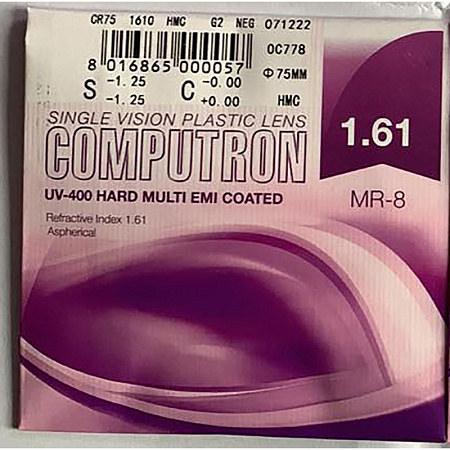 CR75 1610 HMC G2 NEG 071222
0C778
8 016865 000057
Φ 75MM
S -1.25 C -0.00
-1.25 +0.00 HMC
SINGLE VISION PLASTIC LENS
COMPUTRON
1.61
UV-400 HARD MULTI EMI COATED
MR-8
Refractive Index 1.61
Aspherical